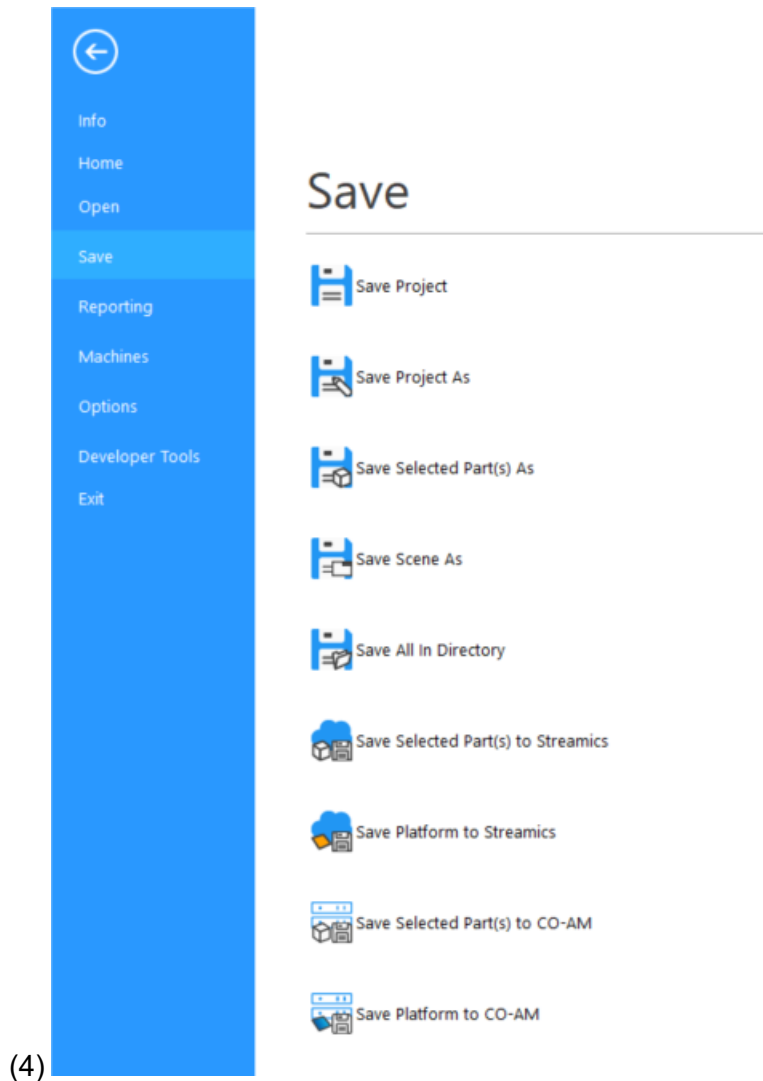 Info
Home
Open
Save
Reporting
Machines
Options
Developer Tools
Exit
Save
Save Project
Save Project As
Save Selected Part(s) As
Save Scene As
Save All In Directory
Save Selected Part(s) to Streamics
Save Platform to Streamics
Save Selected Part(s) to CO-AM
Save Platform to CO-AM
(4)